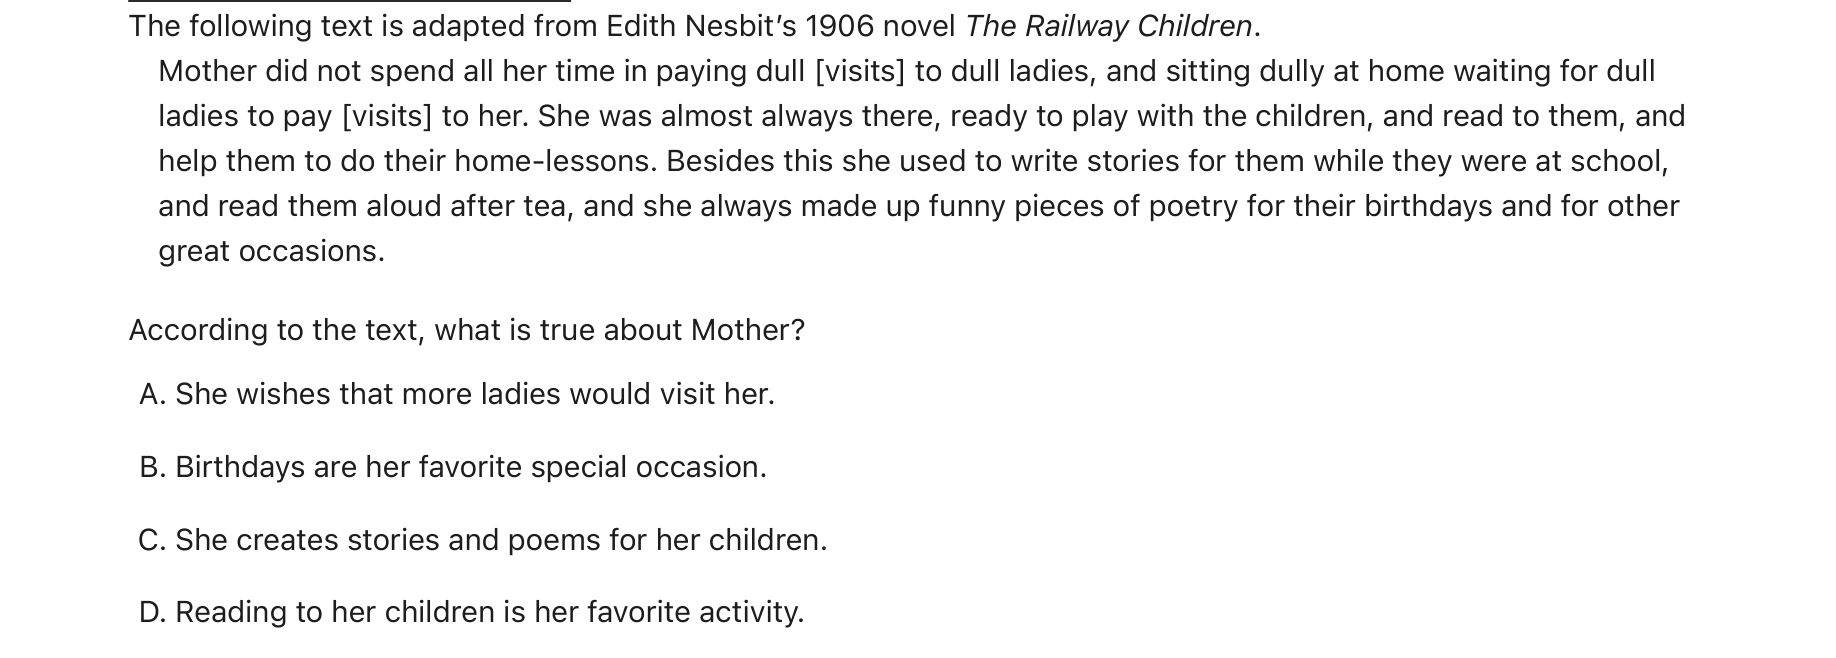 The following text is adapted from Edith Nesbit’s 1906 novel The Railway Children.
Mother did not spend all her time in paying dull [visits] to dull ladies, and sitting dully at home waiting for dull
ladies to pay [visits] to her. She was almost always there, ready to play with the children, and read to them, and
help them to do their home-lessons. Besides this she used to write stories for them while they were at school,
and read them aloud after tea, and she always made up funny pieces of poetry for their birthdays and for other
great occasions.
According to the text, what is true about Mother?
A. She wishes that more ladies would visit her.
B. Birthdays are her favorite special occasion.
C. She creates stories and poems for her children.
D. Reading to her children is her favorite activity.